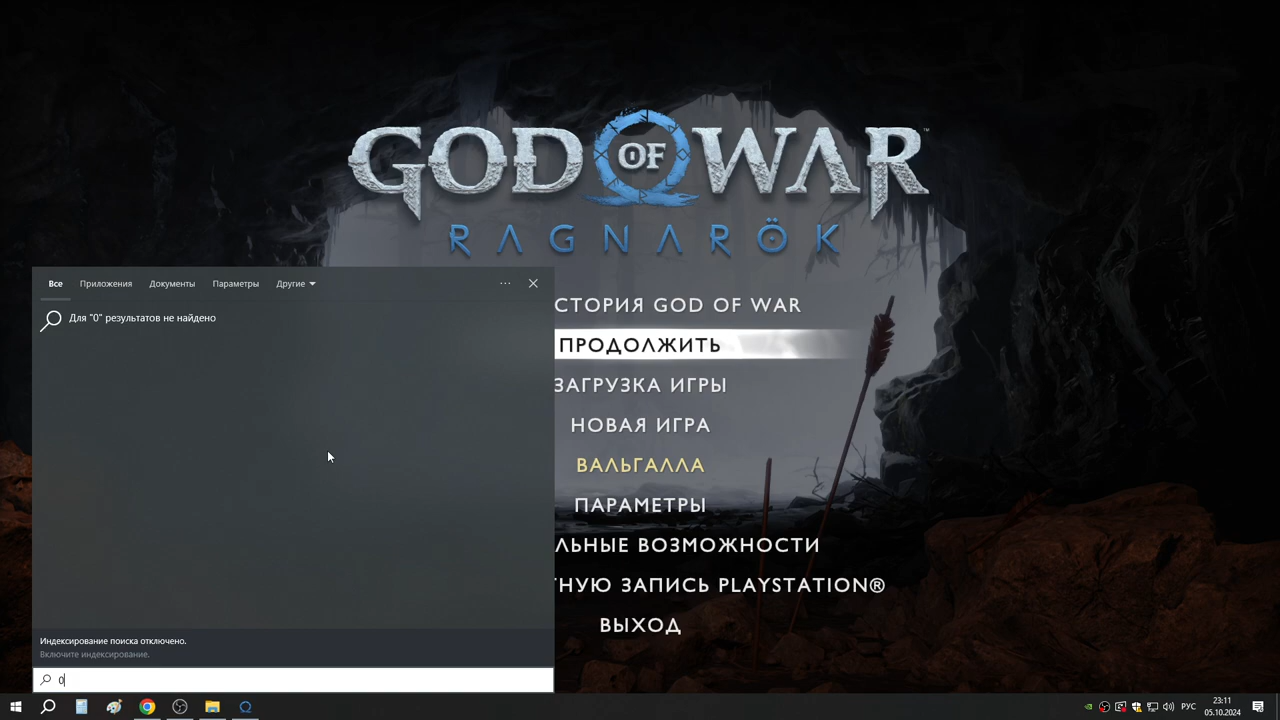 GOD OF WAR™
RAGNARÖK
Все Приложения Документы Параметры Другие ...
Для "0" результатов не найдено
СТОРИЯ GOD OF WAR
ПРОДОЛЖИТЬ
ЗАГРУЗКА ИГРЫ
НОВАЯ ИГРА
ВАЛЬГАЛЛА
ПАРАМЕТРЫ
ЛЬНЫЕ ВОЗМОЖНОСТИ
ТНУЮ ЗАПИСЬ PLAYSTATION®
ВЫХОД
Индексирование поиска отключено.
Включите индексирование.
0
РУС
23:11
05.10.2024